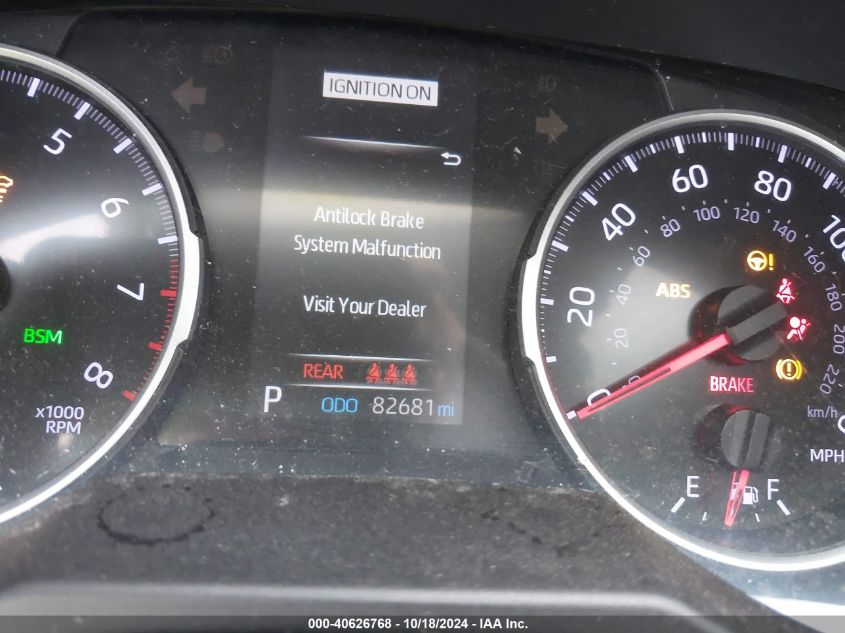 IGNITION ON
Antilock Brake
System Malfunction
Visit Your Dealer
REAR
P
ODO 82681 mi
5
6
7
8
BSM
x1000
RPM
0
20
40
60
80
100
20
40
60
80
100
120
140
160
180
200
220
km/h
MPH
ABS
BRAKE
E
F
000-40626768 - 10/18/2024 - IAA Inc.